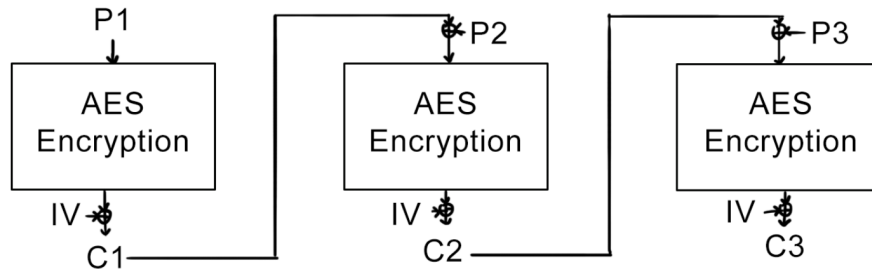 P1
P2
P3
AES
Encryption
AES
Encryption
AES
Encryption
IV
IV
IV
C1
C2
C3